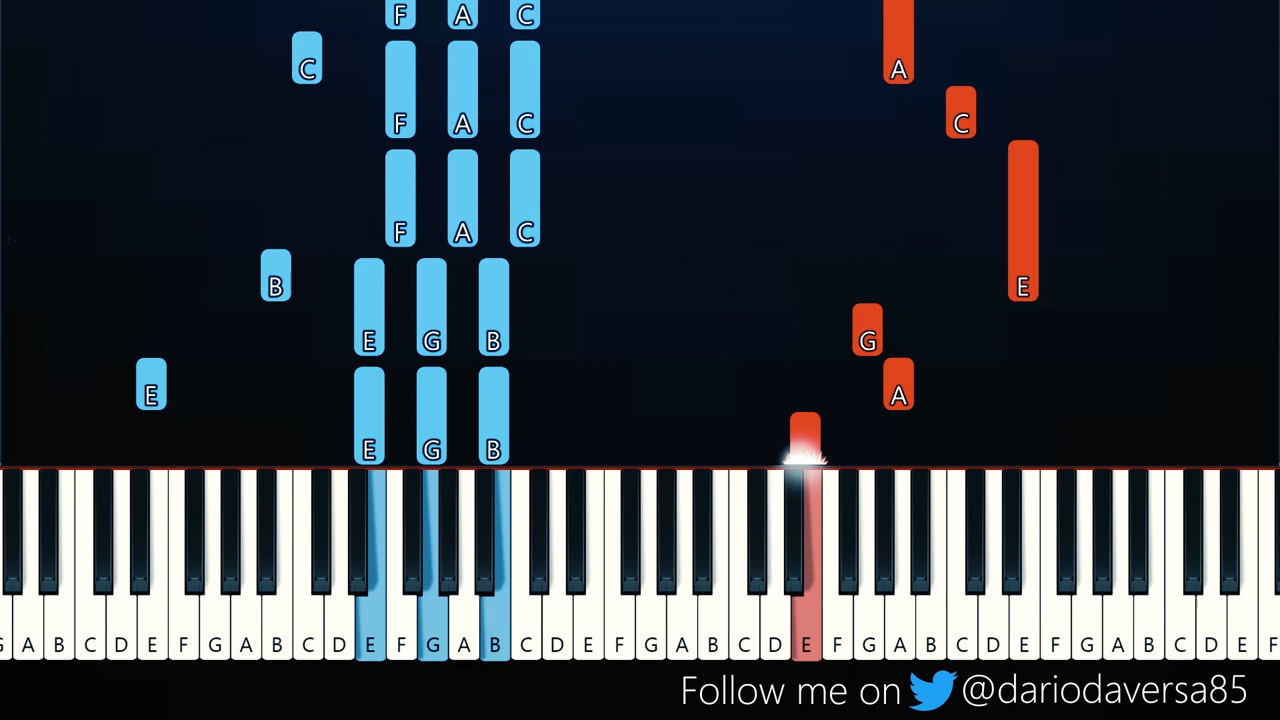 F A C
C A
F A C C
F A C
B E
E G B G
E A
E G B
G A B C D E F G A B C D E F G A B C D E F G A B C D E F G A B C D E F G A B C D E F
Follow me on @dariodaversa85